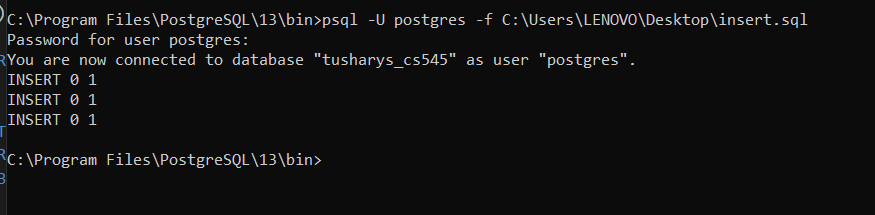 C:\Program Files\PostgreSQL\13\bin>psql -U postgres -f C:\Users\LENOVO\Desktop\insert.sql
Password for user postgres:
You are now connected to database "tusharys_cs545" as user "postgres".
INSERT 0 1
INSERT 0 1
INSERT 0 1
C:\Program Files\PostgreSQL\13\bin>